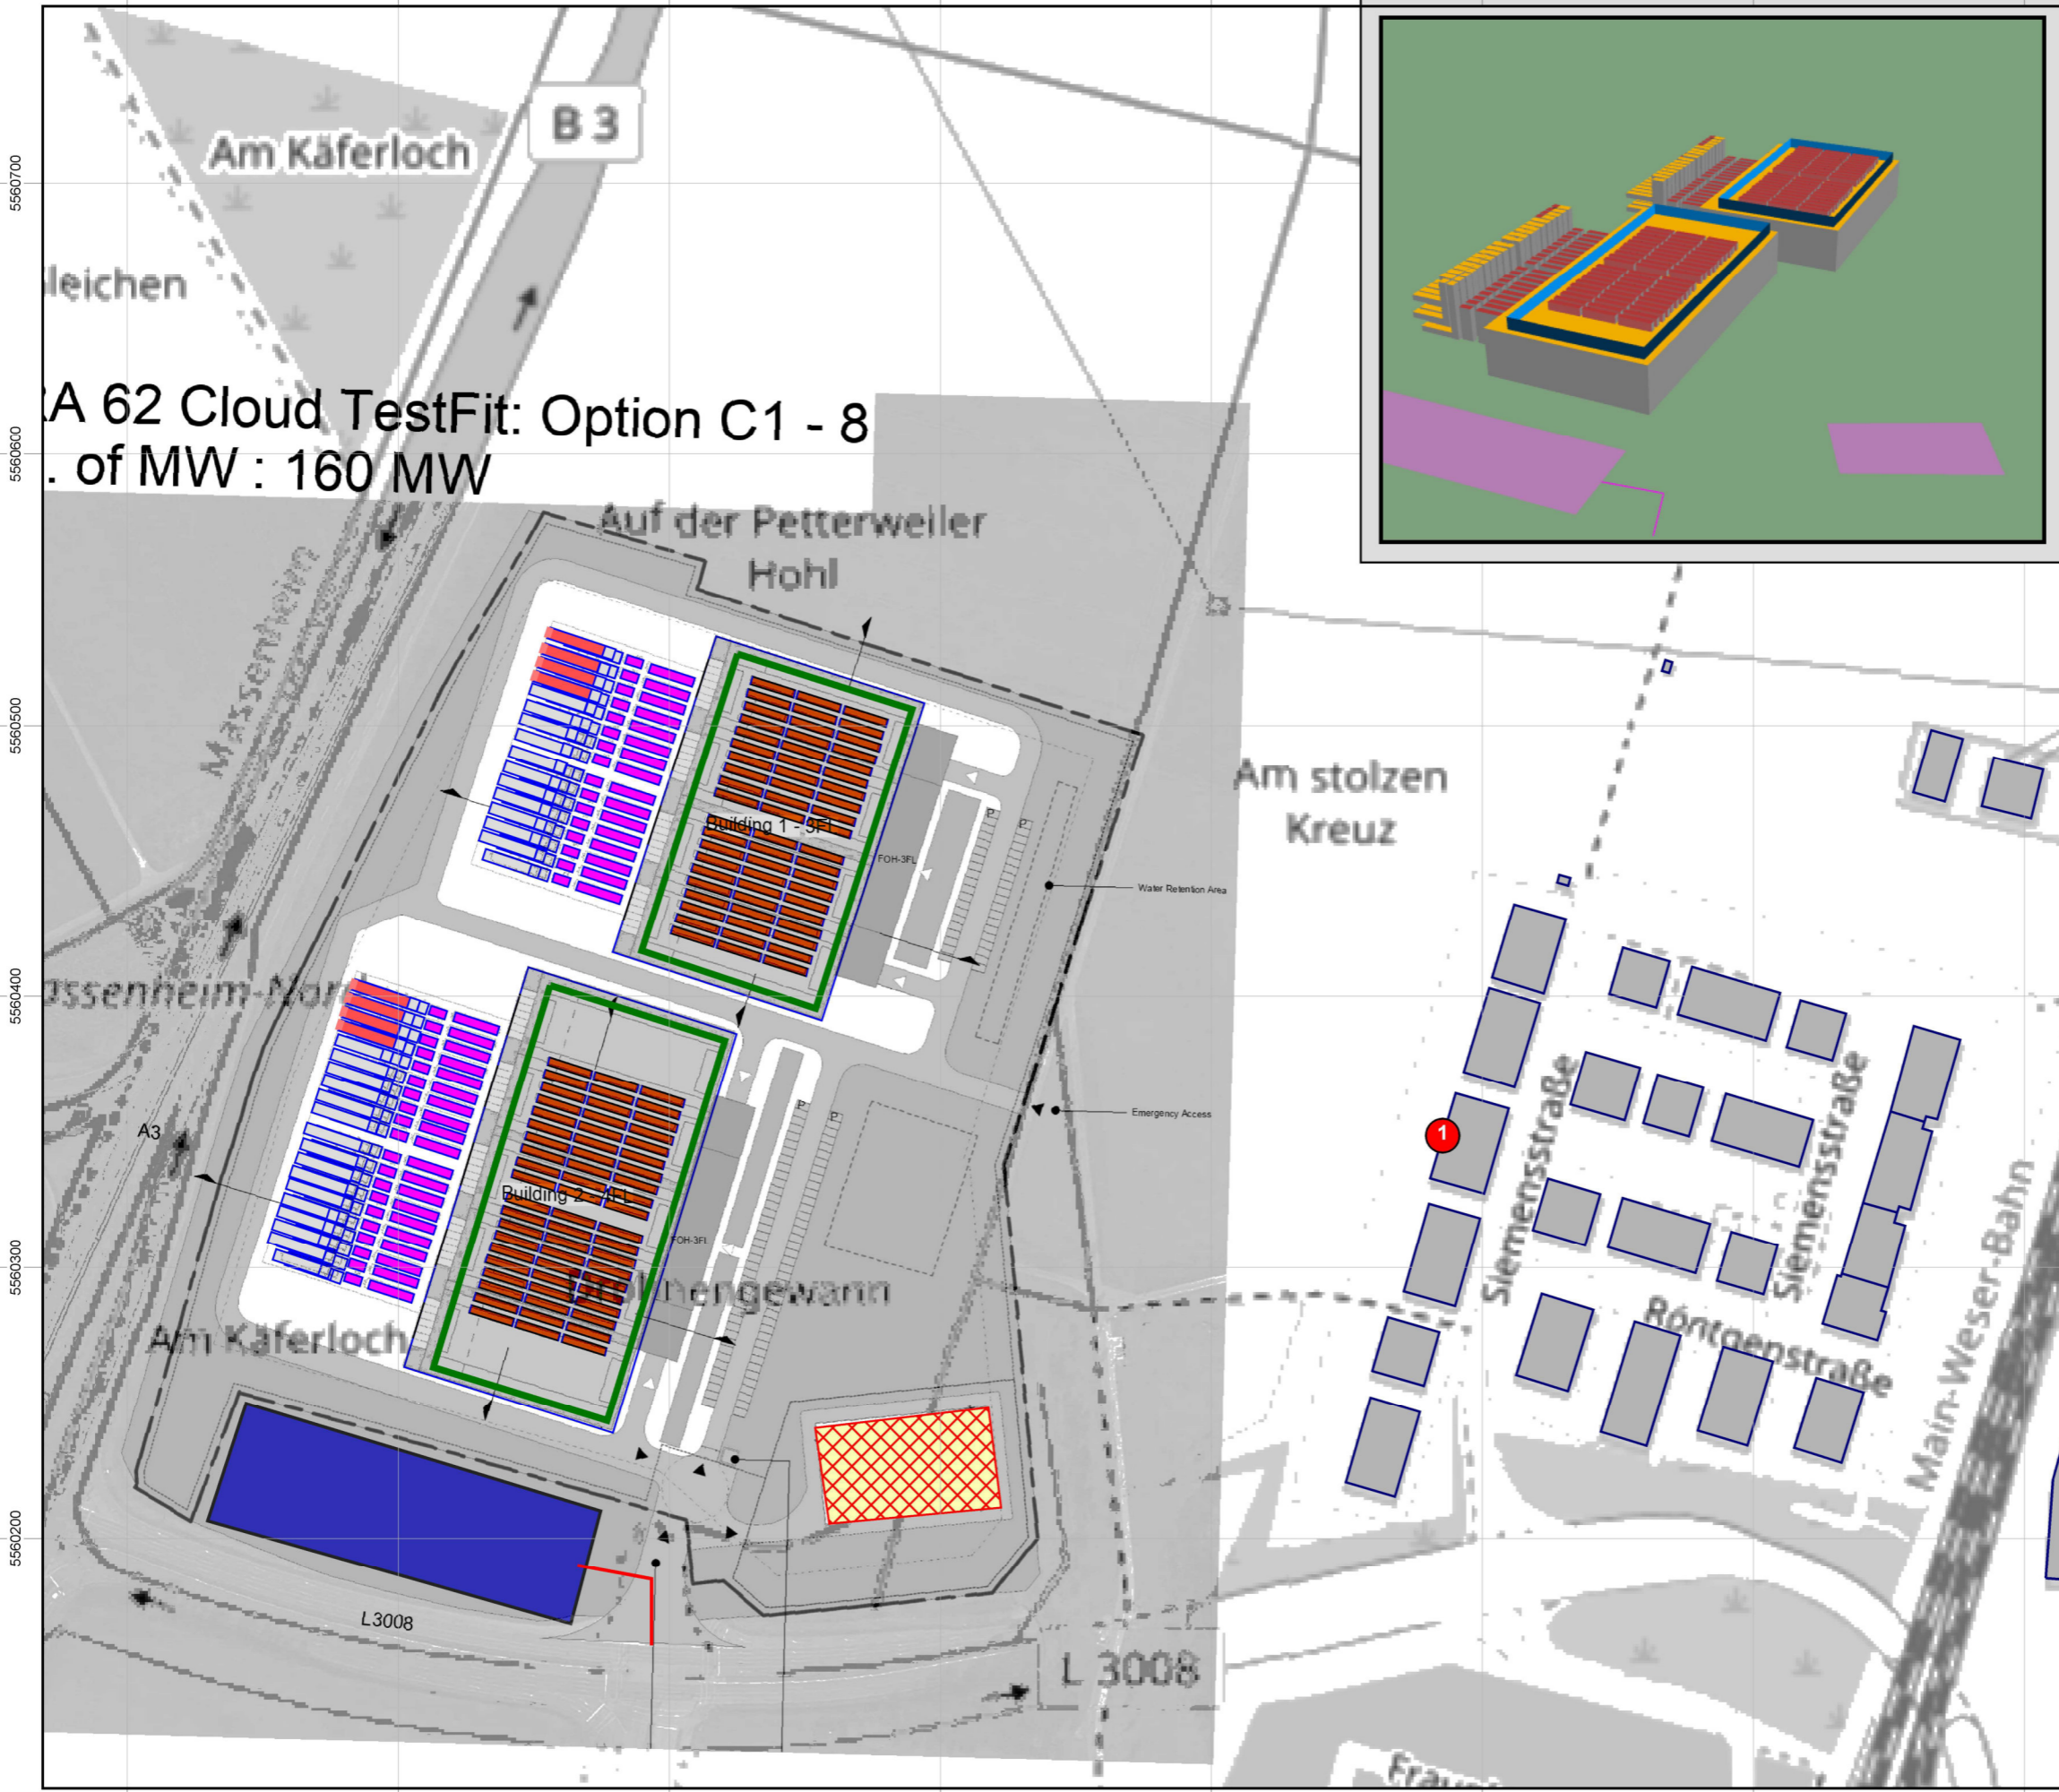 B 3
Am Käferloch
5560700
leichen
A 62 Cloud TestFit: Option C1 - 8
. of MW : 160 MW
5560600
Auf der Petterweiler
Hohl
Massenheim
5560500
Am stolzen
Kreuz
Building 1 - 3FL
FOH-3FL
P
P
Water Retention Area
5560400
Emergency Access
A3
P
P
1
Siemensstraße
Siemensstraße
Building 2 - 4FL
FOH-3FL
5560300
Am Käferloch
Röntgenstraße
Main-Weser-Bahn
5560200
L3008
L 3008